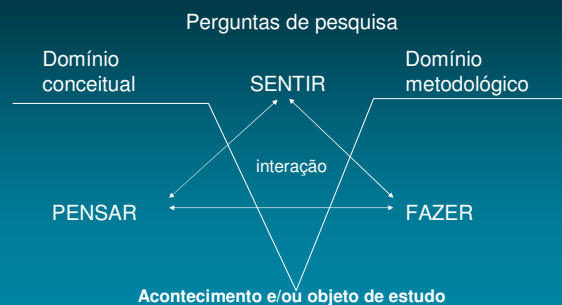 Perguntas de pesquisa
Domínio
conceitual
SENTIR
Domínio
metodológico
interação
PENSAR
FAZER
Acontecimento e/ou objeto de estudo